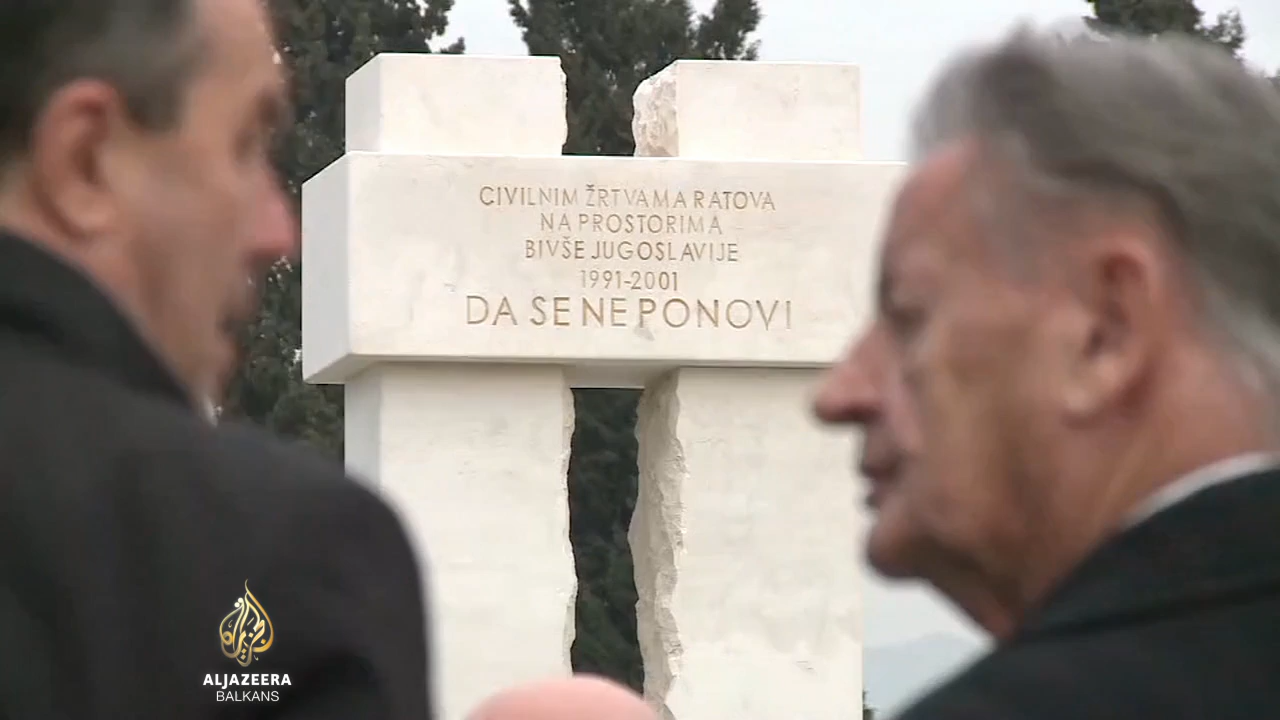 CIVILNIM ŽRTVAMA RATOVA
NA PROSTORIMA
BIVŠE JUGOSLAVIJE
1991-2001
DA SE NE PONOVI
ALJAZEERA
BALKANS